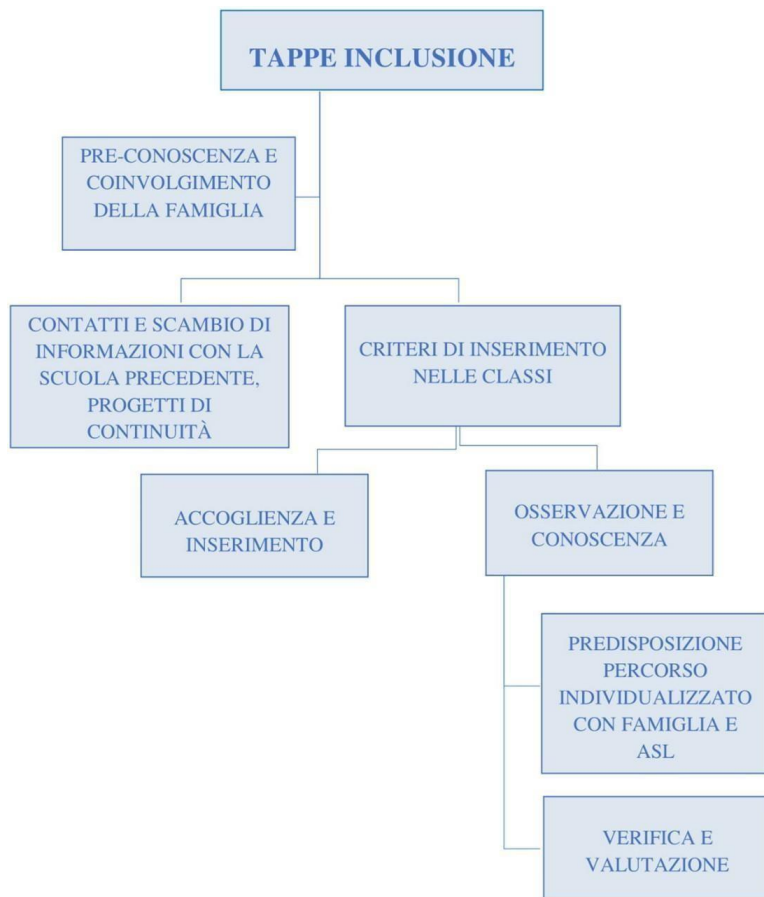 TAPPE INCLUSIONE
PRE-CONOSCENZA E
COINVOLGIMENTO
DELLA FAMIGLIA
CONTATTI E SCAMBIO DI
INFORMAZIONI CON LA
SCUOLA PRECEDENTE,
PROGETTI DI
CONTINUITÀ
CRITERI DI INSERIMENTO
NELLE CLASSI
ACCOGLIENZA E
INSERIMENTO
OSSERVAZIONE E
CONOSCENZA
PREDISPOSIZIONE
PERCORSO
INDIVIDUALIZZATO
CON FAMIGLIA E
ASL
VERIFICA E
VALUTAZIONE